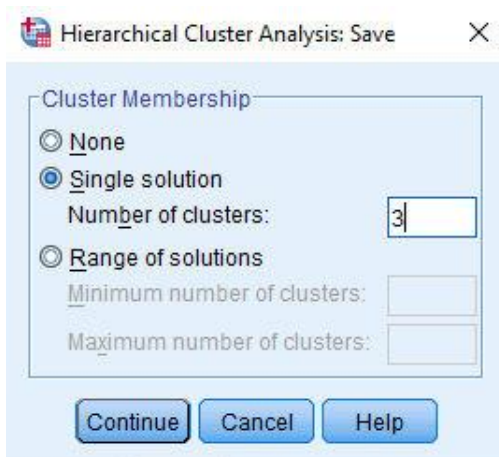 Hierarchical Cluster Analysis: Save
Cluster Membership
None
Single solution
Number of clusters: 3
Range of solutions
Minimum number of clusters:
Maximum number of clusters:
Continue Cancel Help